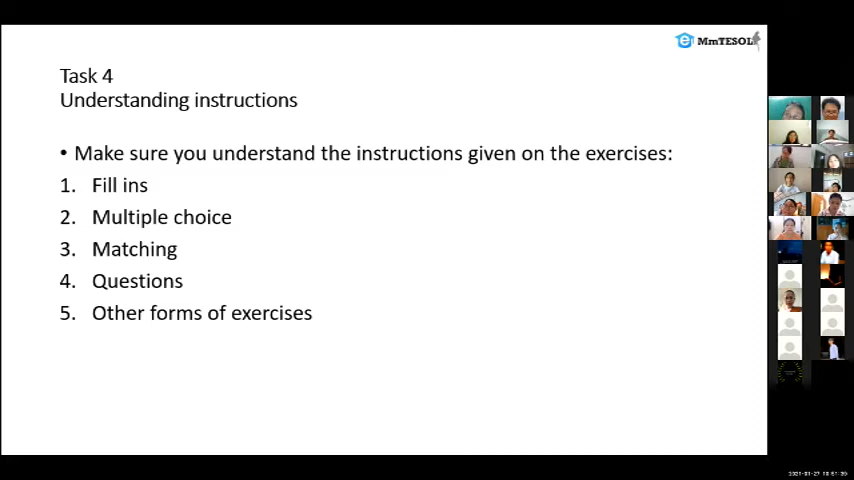 MmTESOL
Task 4
Understanding instructions
• Make sure you understand the instructions given on the exercises:
1. Fill ins
2. Multiple choice
3. Matching
4. Questions
5. Other forms of exercises